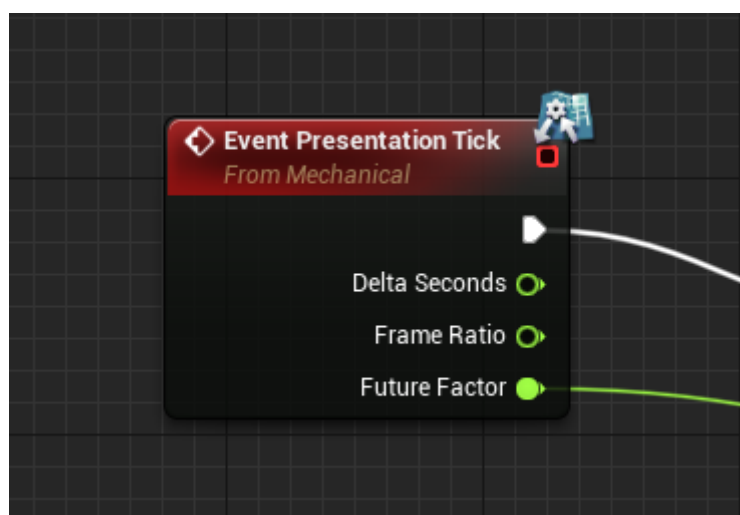 Event Presentation Tick
From Mechanical
Delta Seconds
Frame Ratio
Future Factor